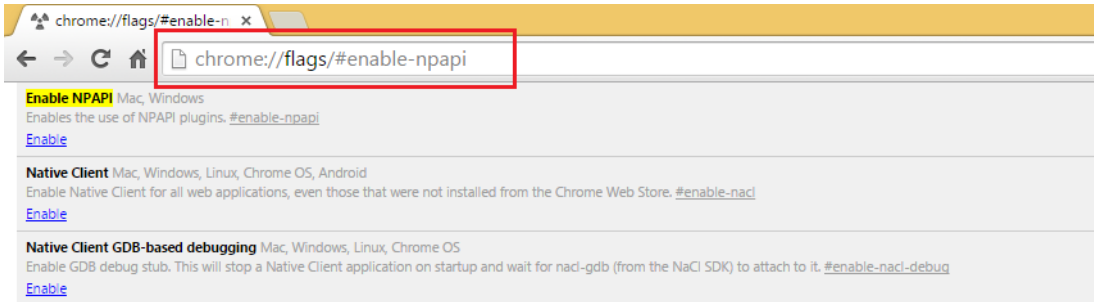 chrome://flags/#enable-n
chrome://flags/#enable-npapi
Enable NPAPI Mac, Windows
Enables the use of NPAPI plugins. #enable-npapi
Enable
Native Client Mac, Windows, Linux, Chrome OS, Android
Enable Native Client for all web applications, even those that were not installed from the Chrome Web Store. #enable-nacl
Enable
Native Client GDB-based debugging Mac, Windows, Linux, Chrome OS
Enable GDB debug stub. This will stop a Native Client application on startup and wait for nacl-gdb (from the NaCl SDK) to attach to it. #enable-nacl-debug
Enable